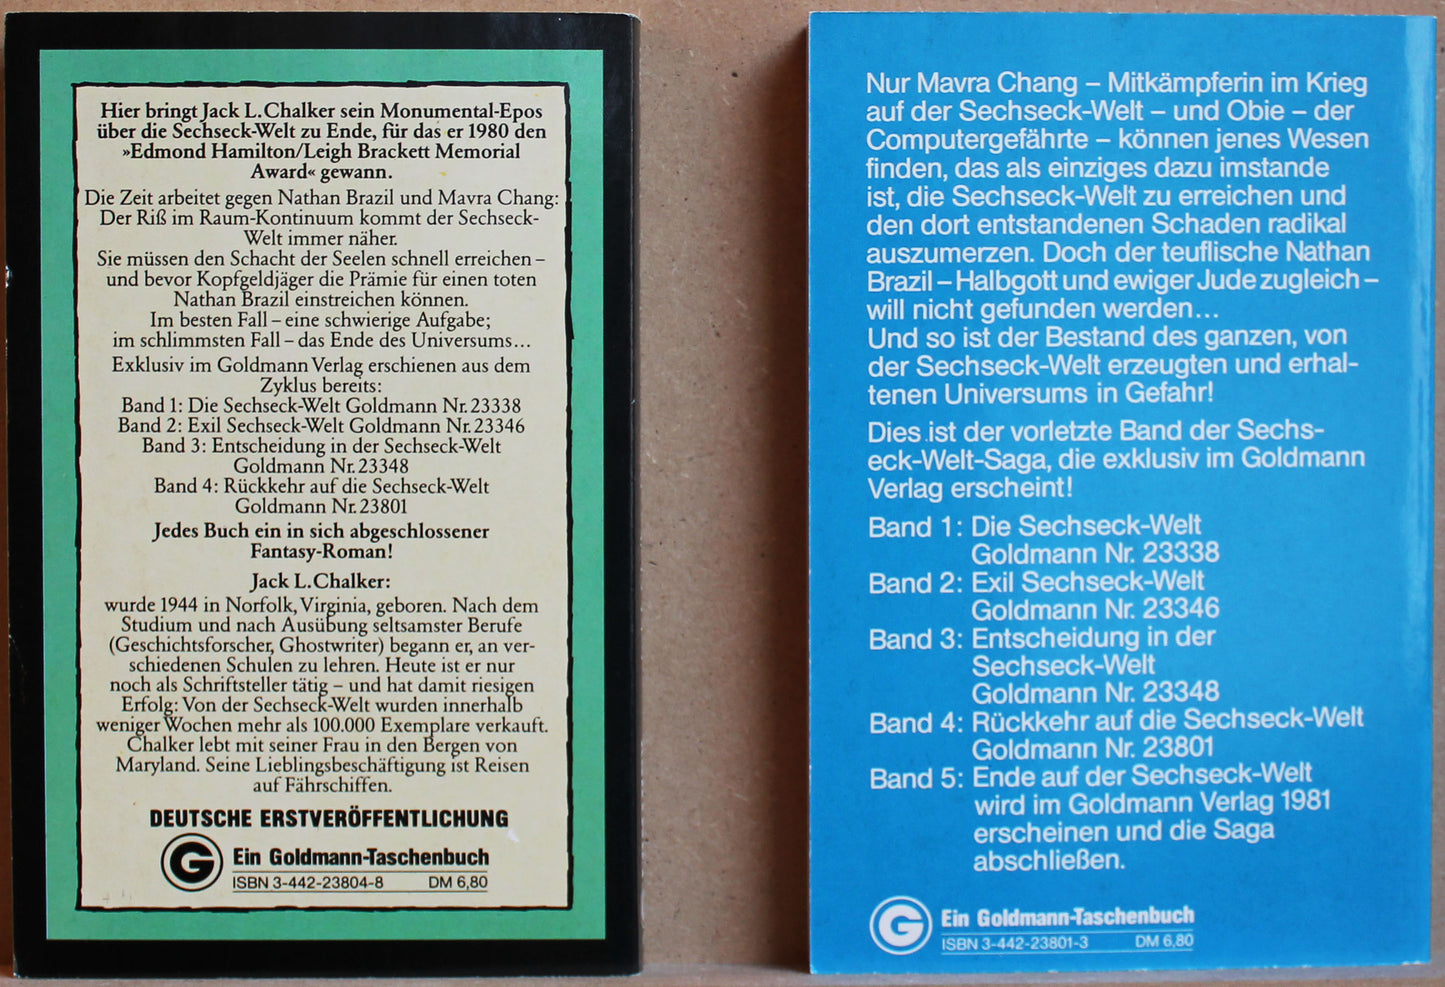 Hier bringt Jack L. Chalker sein Monumental-Epos
über die Sechseck-Welt zu Ende, für das er 1980 den
»Edmond Hamilton/Leigh Brackett Memorial
Award« gewann.
Die Zeit arbeitet gegen Nathan Brazil und Mavra Chang:
Der Riß im Raum-Kontinuum kommt der Sechseck-
Welt immer näher.
Sie müssen den Schacht der Seelen schnell erreichen –
und bevor Kopfgeldjäger die Prämie für einen toten
Nathan Brazil einstreichen können.
Im besten Fall – eine schwierige Aufgabe;
im schlimmsten Fall – das Ende des Universums...
Exklusiv im Goldmann Verlag erschienen aus dem
Zyklus bereits:
Band 1: Die Sechseck-Welt Goldmann Nr. 23338
Band 2: Exil Sechseck-Welt Goldmann Nr. 23346
Band 3: Entscheidung in der Sechseck-Welt
Goldmann Nr. 23348
Band 4: Rückkehr auf die Sechseck-Welt
Goldmann Nr. 23801
Jedes Buch ein in sich abgeschlossener
Fantasy-Roman!
Jack L. Chalker:
wurde 1944 in Norfolk, Virginia, geboren. Nach dem
Studium und nach Ausübung seltsamster Berufe
(Geschichtsforscher, Ghostwriter) begann er, an ver-
schiedenen Schulen zu lehren. Heute ist er nur
noch als Schriftsteller tätig – und hat damit riesigen
Erfolg: Von der Sechseck-Welt wurden innerhalb
weniger Wochen mehr als 100.000 Exemplare verkauft.
Chalker lebt mit seiner Frau in den Bergen von
Maryland. Seine Lieblingsbeschäftigung ist Reisen
auf Fährschiffen.
DEUTSCHE ERSTVERÖFFENTLICHUNG
G Ein Goldmann-Taschenbuch
ISBN 3-442-23804-8 DM 6,80
Nur Mavra Chang – Mitkämpferin im Krieg
auf der Sechseck-Welt – und Obie – der
Computergefährte – können jenes Wesen
finden, das als einziges dazu imstande
ist, die Sechseck-Welt zu erreichen und
den dort entstandenen Schaden radikal
auszumerzen. Doch der teuflische Nathan
Brazil – Halbgott und ewiger Jude zugleich –
will nicht gefunden werden...
Und so ist der Bestand des ganzen, von
der Sechseck-Welt erzeugten und erhal-
tenen Universums in Gefahr!
Dies ist der vorletzte Band der Sechs-
eck-Welt-Saga, die exklusiv im Goldmann
Verlag erscheint!
Band 1: Die Sechseck-Welt
Goldmann Nr. 23338
Band 2: Exil Sechseck-Welt
Goldmann Nr. 23346
Band 3: Entscheidung in der
Sechseck-Welt
Goldmann Nr. 23348
Band 4: Rückkehr auf die Sechseck-Welt
Goldmann Nr. 23801
Band 5: Ende auf der Sechseck-Welt
wird im Goldmann Verlag 1981
erscheinen und die Saga
abschließen.
G Ein Goldmann-Taschenbuch
ISBN 3-442-23801-3 DM 6,80